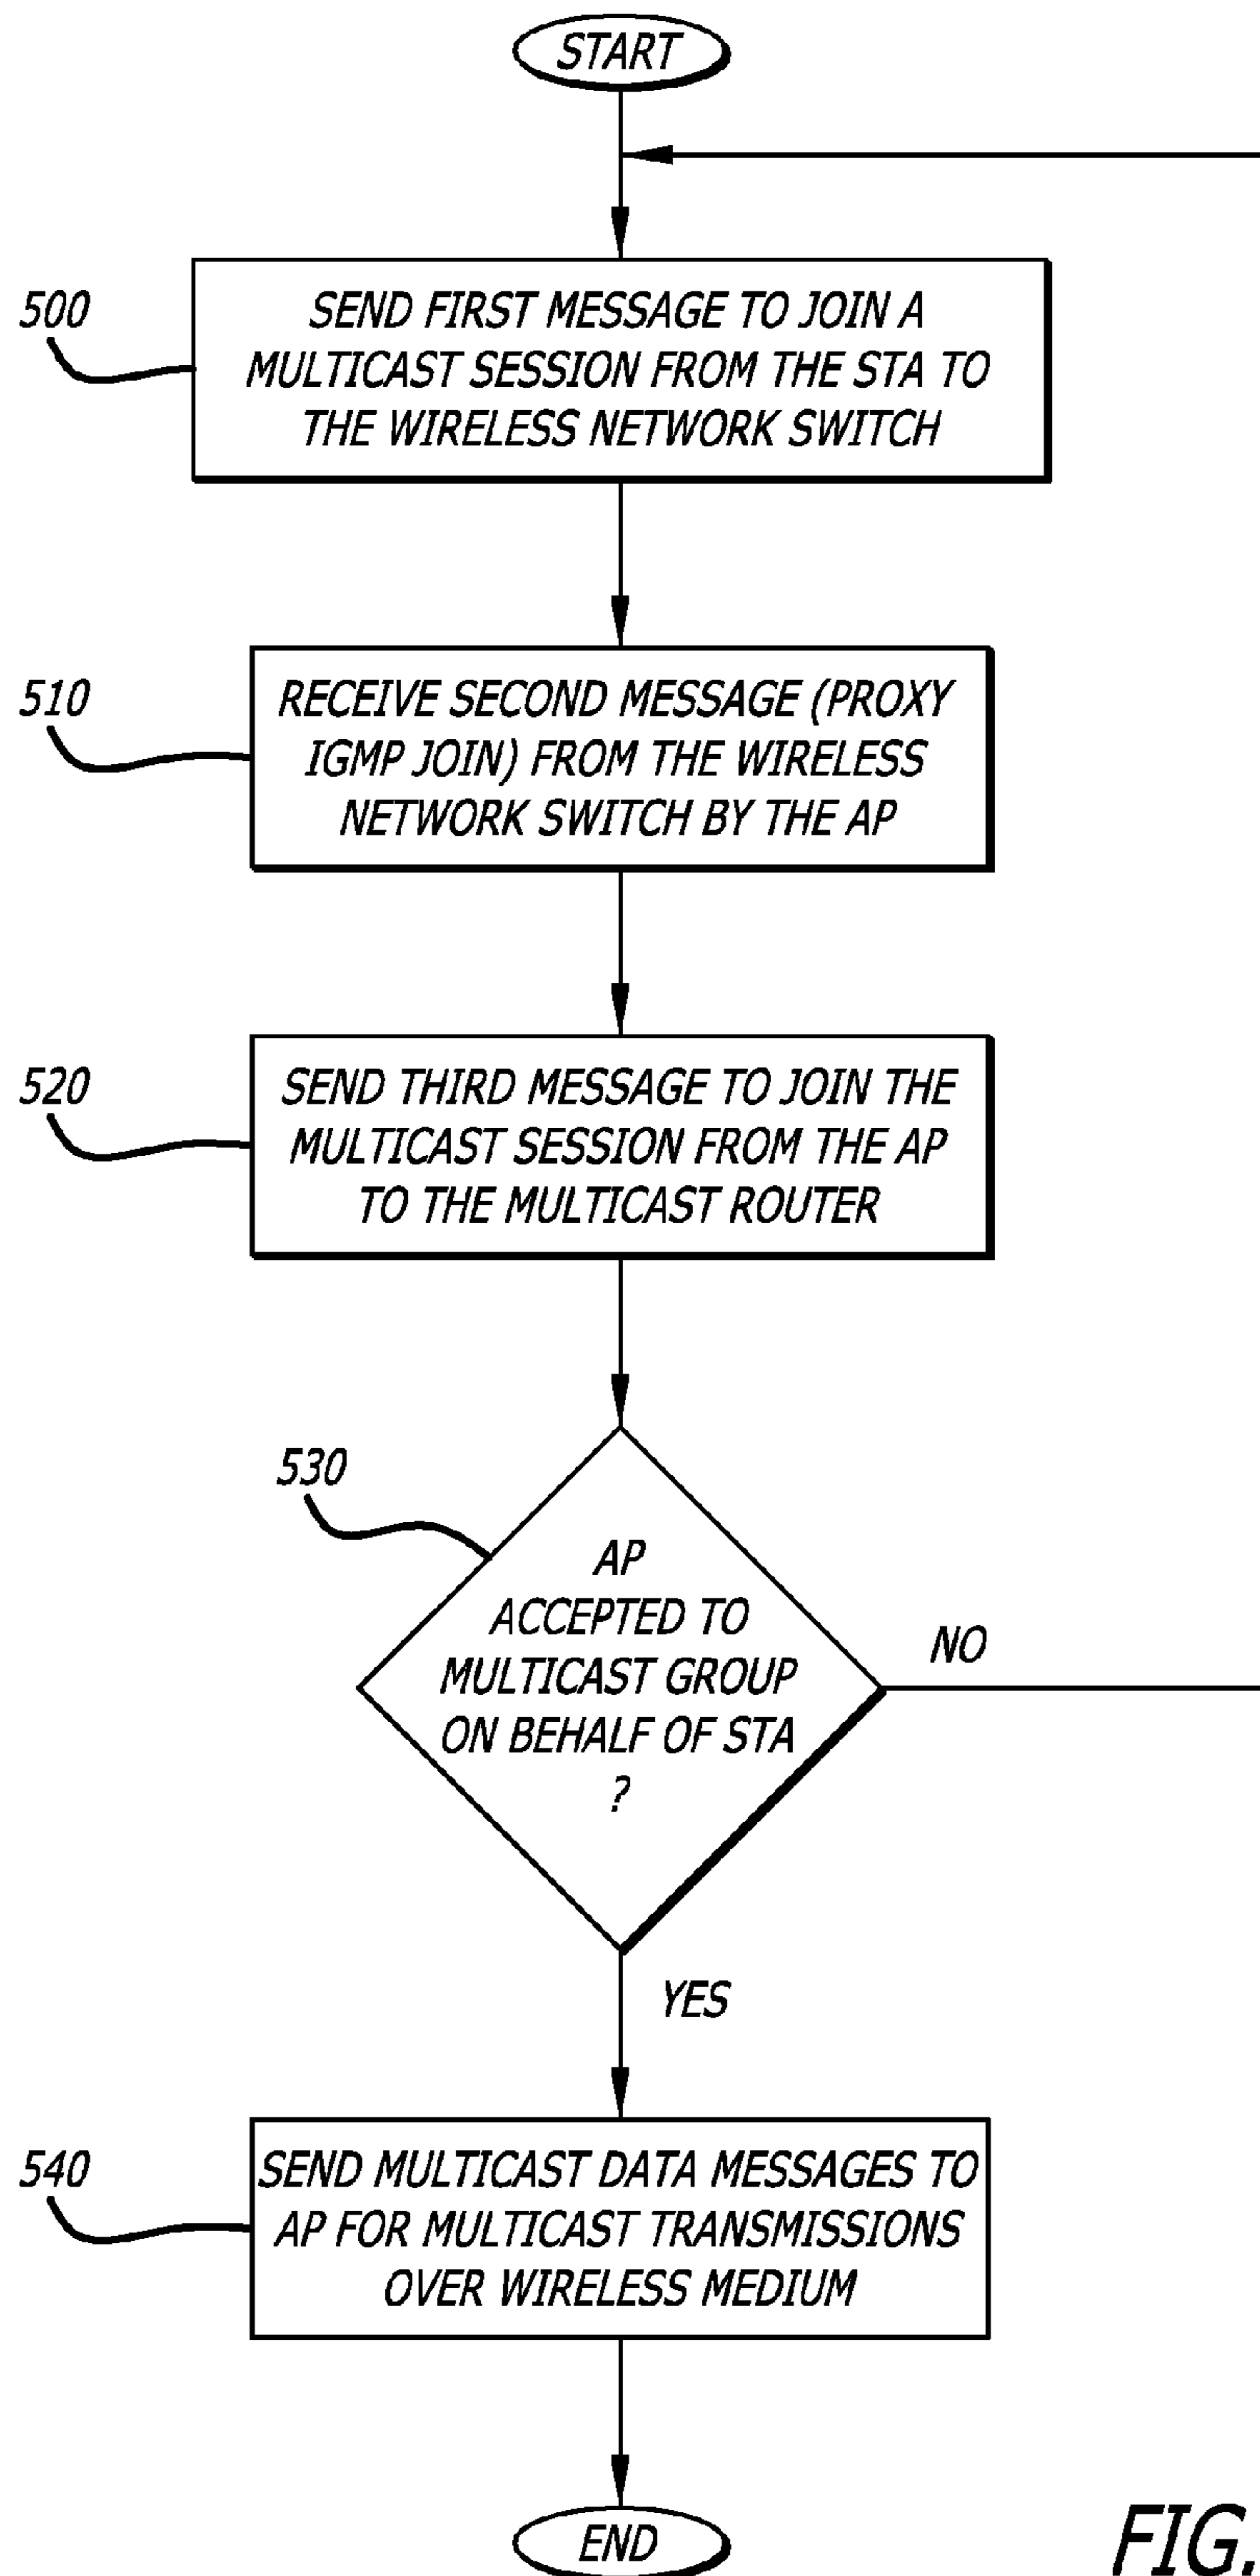 START
500
SEND FIRST MESSAGE TO JOIN A
MULTICAST SESSION FROM THE STA TO
THE WIRELESS NETWORK SWITCH
510
RECEIVE SECOND MESSAGE (PROXY
IGMP JOIN) FROM THE WIRELESS
NETWORK SWITCH BY THE AP
520
SEND THIRD MESSAGE TO JOIN THE
MULTICAST SESSION FROM THE AP
TO THE MULTICAST ROUTER
530
AP
ACCEPTED TO
MULTICAST GROUP
ON BEHALF OF STA
?
NO
YES
540
SEND MULTICAST DATA MESSAGES TO
AP FOR MULTICAST TRANSMISSIONS
OVER WIRELESS MEDIUM
END
FIG.